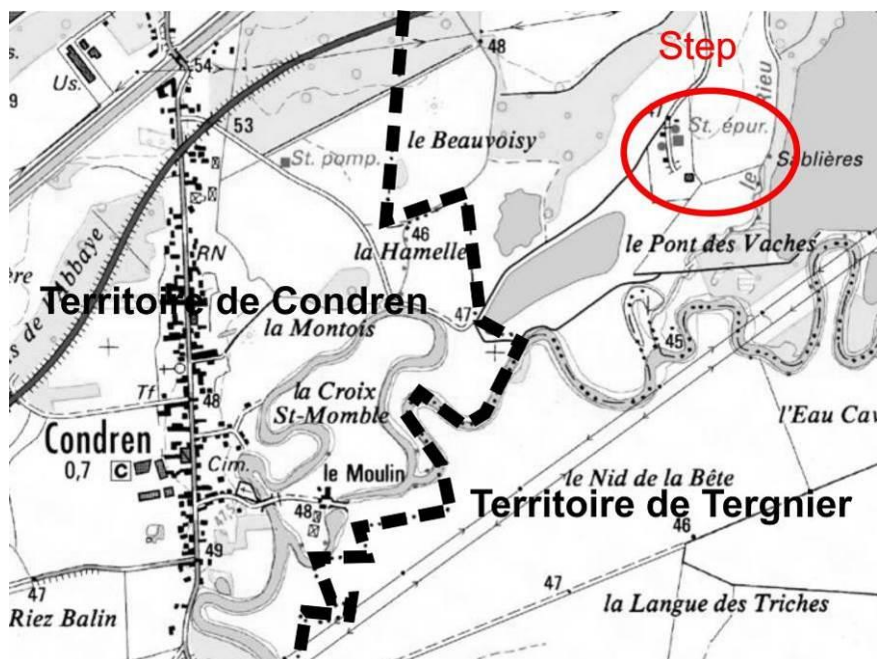 Step
48
54
Us.
9
53
47
St. épur.
le Rieu
Sablières
le Beauvoisy
St. pomp.
46
la Hamelle
le Pont des Vaches
RN
Territoire de Condren
47
la Montois
45
Tf
48
la Croix
St-Momble
l'Eau Cav
Condren
0,7
C
Cim.
le Moulin
48
le Nid de la Bête
Territoire de Tergnier
46
49
47
47
Riez Balin
la Langue des Triches